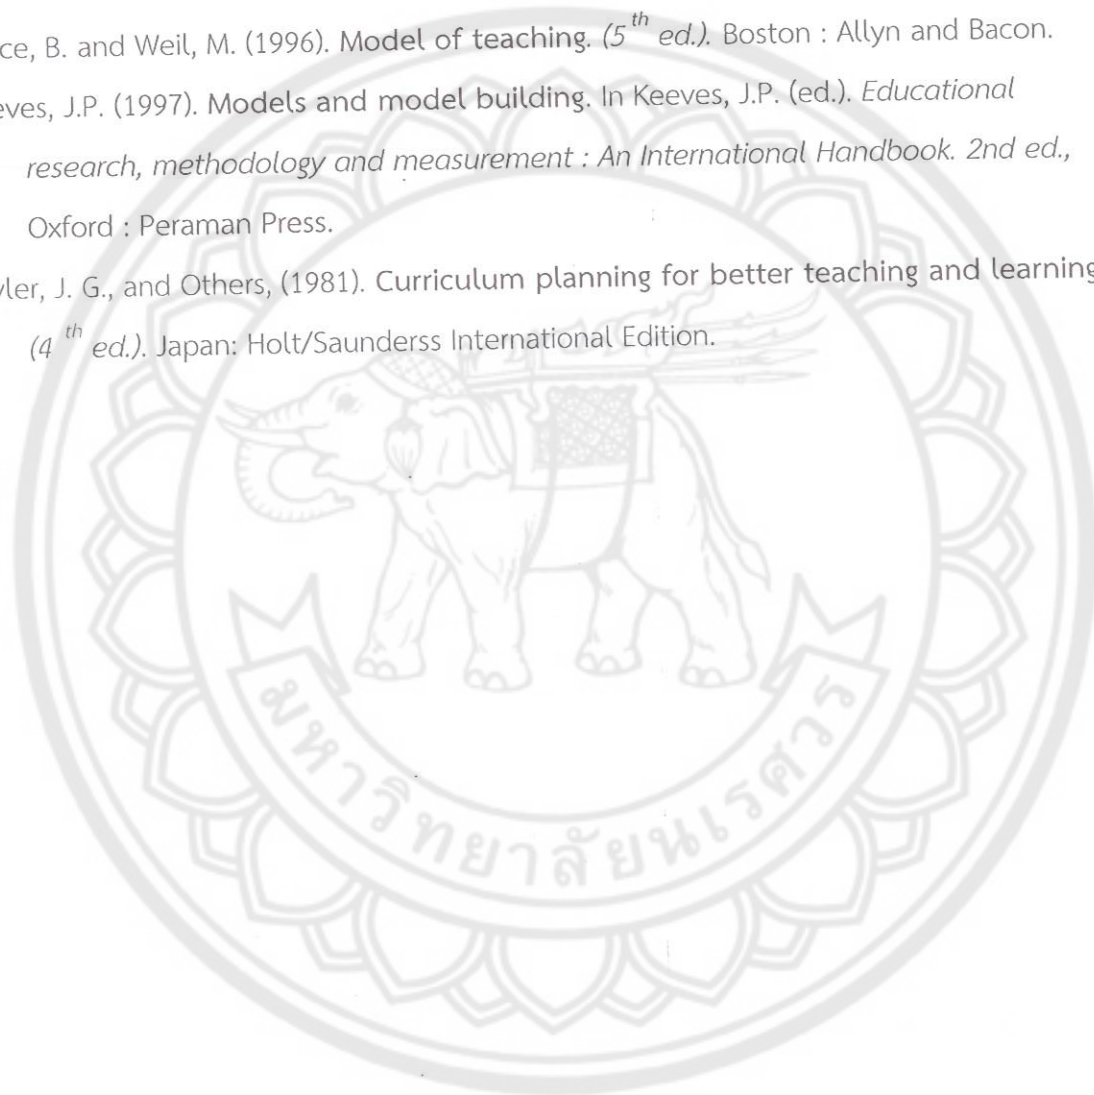 ce, B. and Weil, M. (1996). Model of teaching. (5th ed.). Boston : Allyn and Bacon.
eves, J.P. (1997). Models and model building. In Keeves, J.P. (ed.). Educational
research, methodology and measurement : An International Handbook. 2nd ed.,
Oxford : Peraman Press.
ler, J. G., and Others, (1981). Curriculum planning for better teaching and learning
(4 th ed.). Japan: Holt/Saunderss International Edition.
มหาวิทยาลัยนเรศวร